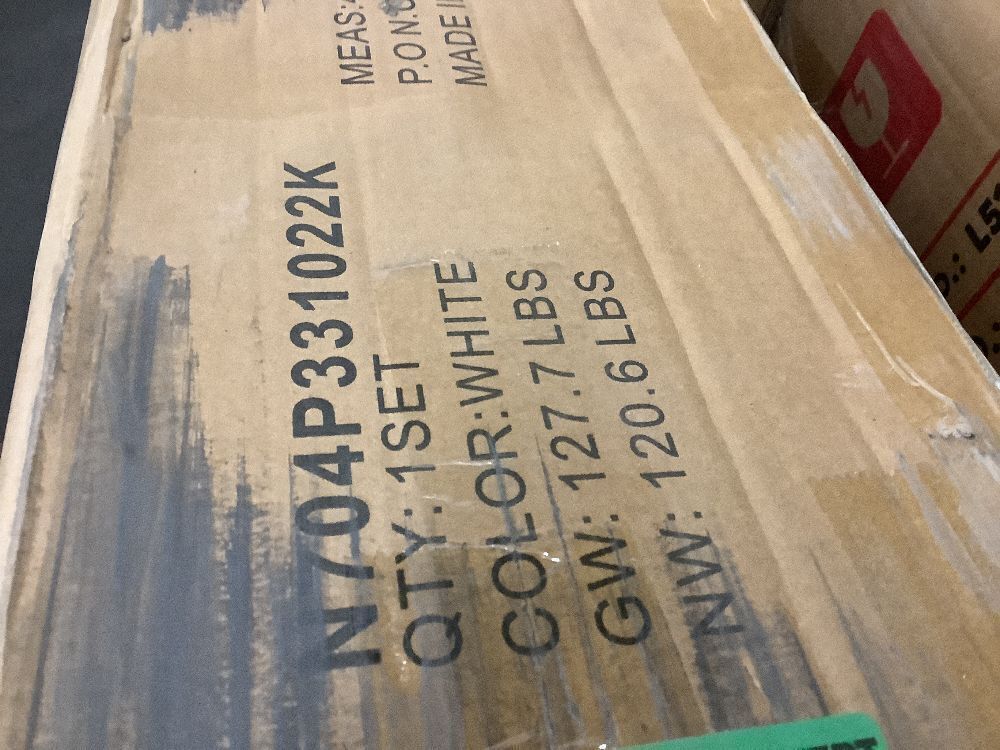 N704P331022K
QTY: 1SET
COLOR:WHITE
GW: 127.7 LBS
NW: 120.6 LBS
MEAS:
P.O N.
MADE